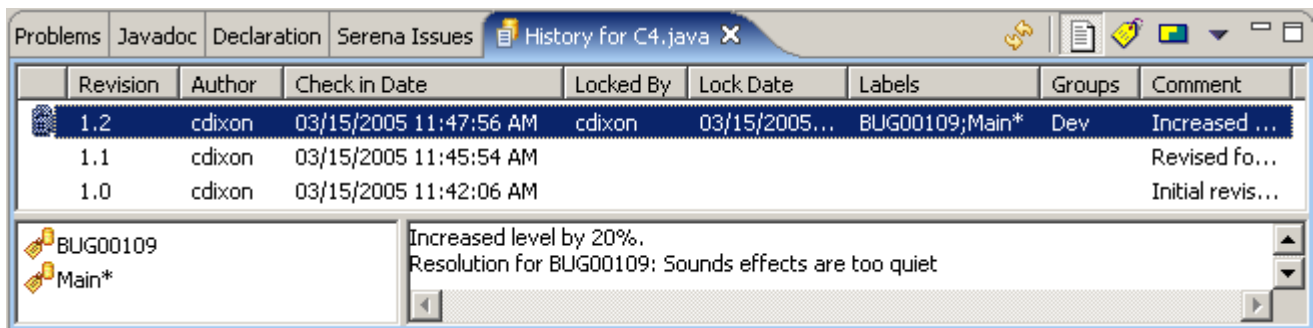 Problems Javadoc Declaration Serena Issues History for C4.java
Revision Author Check in Date Locked By Lock Date Labels Groups Comment
1.2 cdixon 03/15/2005 11:47:56 AM cdixon 03/15/2005... BUG00109;Main* Dev Increased ...
1.1 cdixon 03/15/2005 11:45:54 AM Revised fo...
1.0 cdixon 03/15/2005 11:42:06 AM Initial revis...
BUG00109
Main*
Increased level by 20%.
Resolution for BUG00109: Sounds effects are too quiet